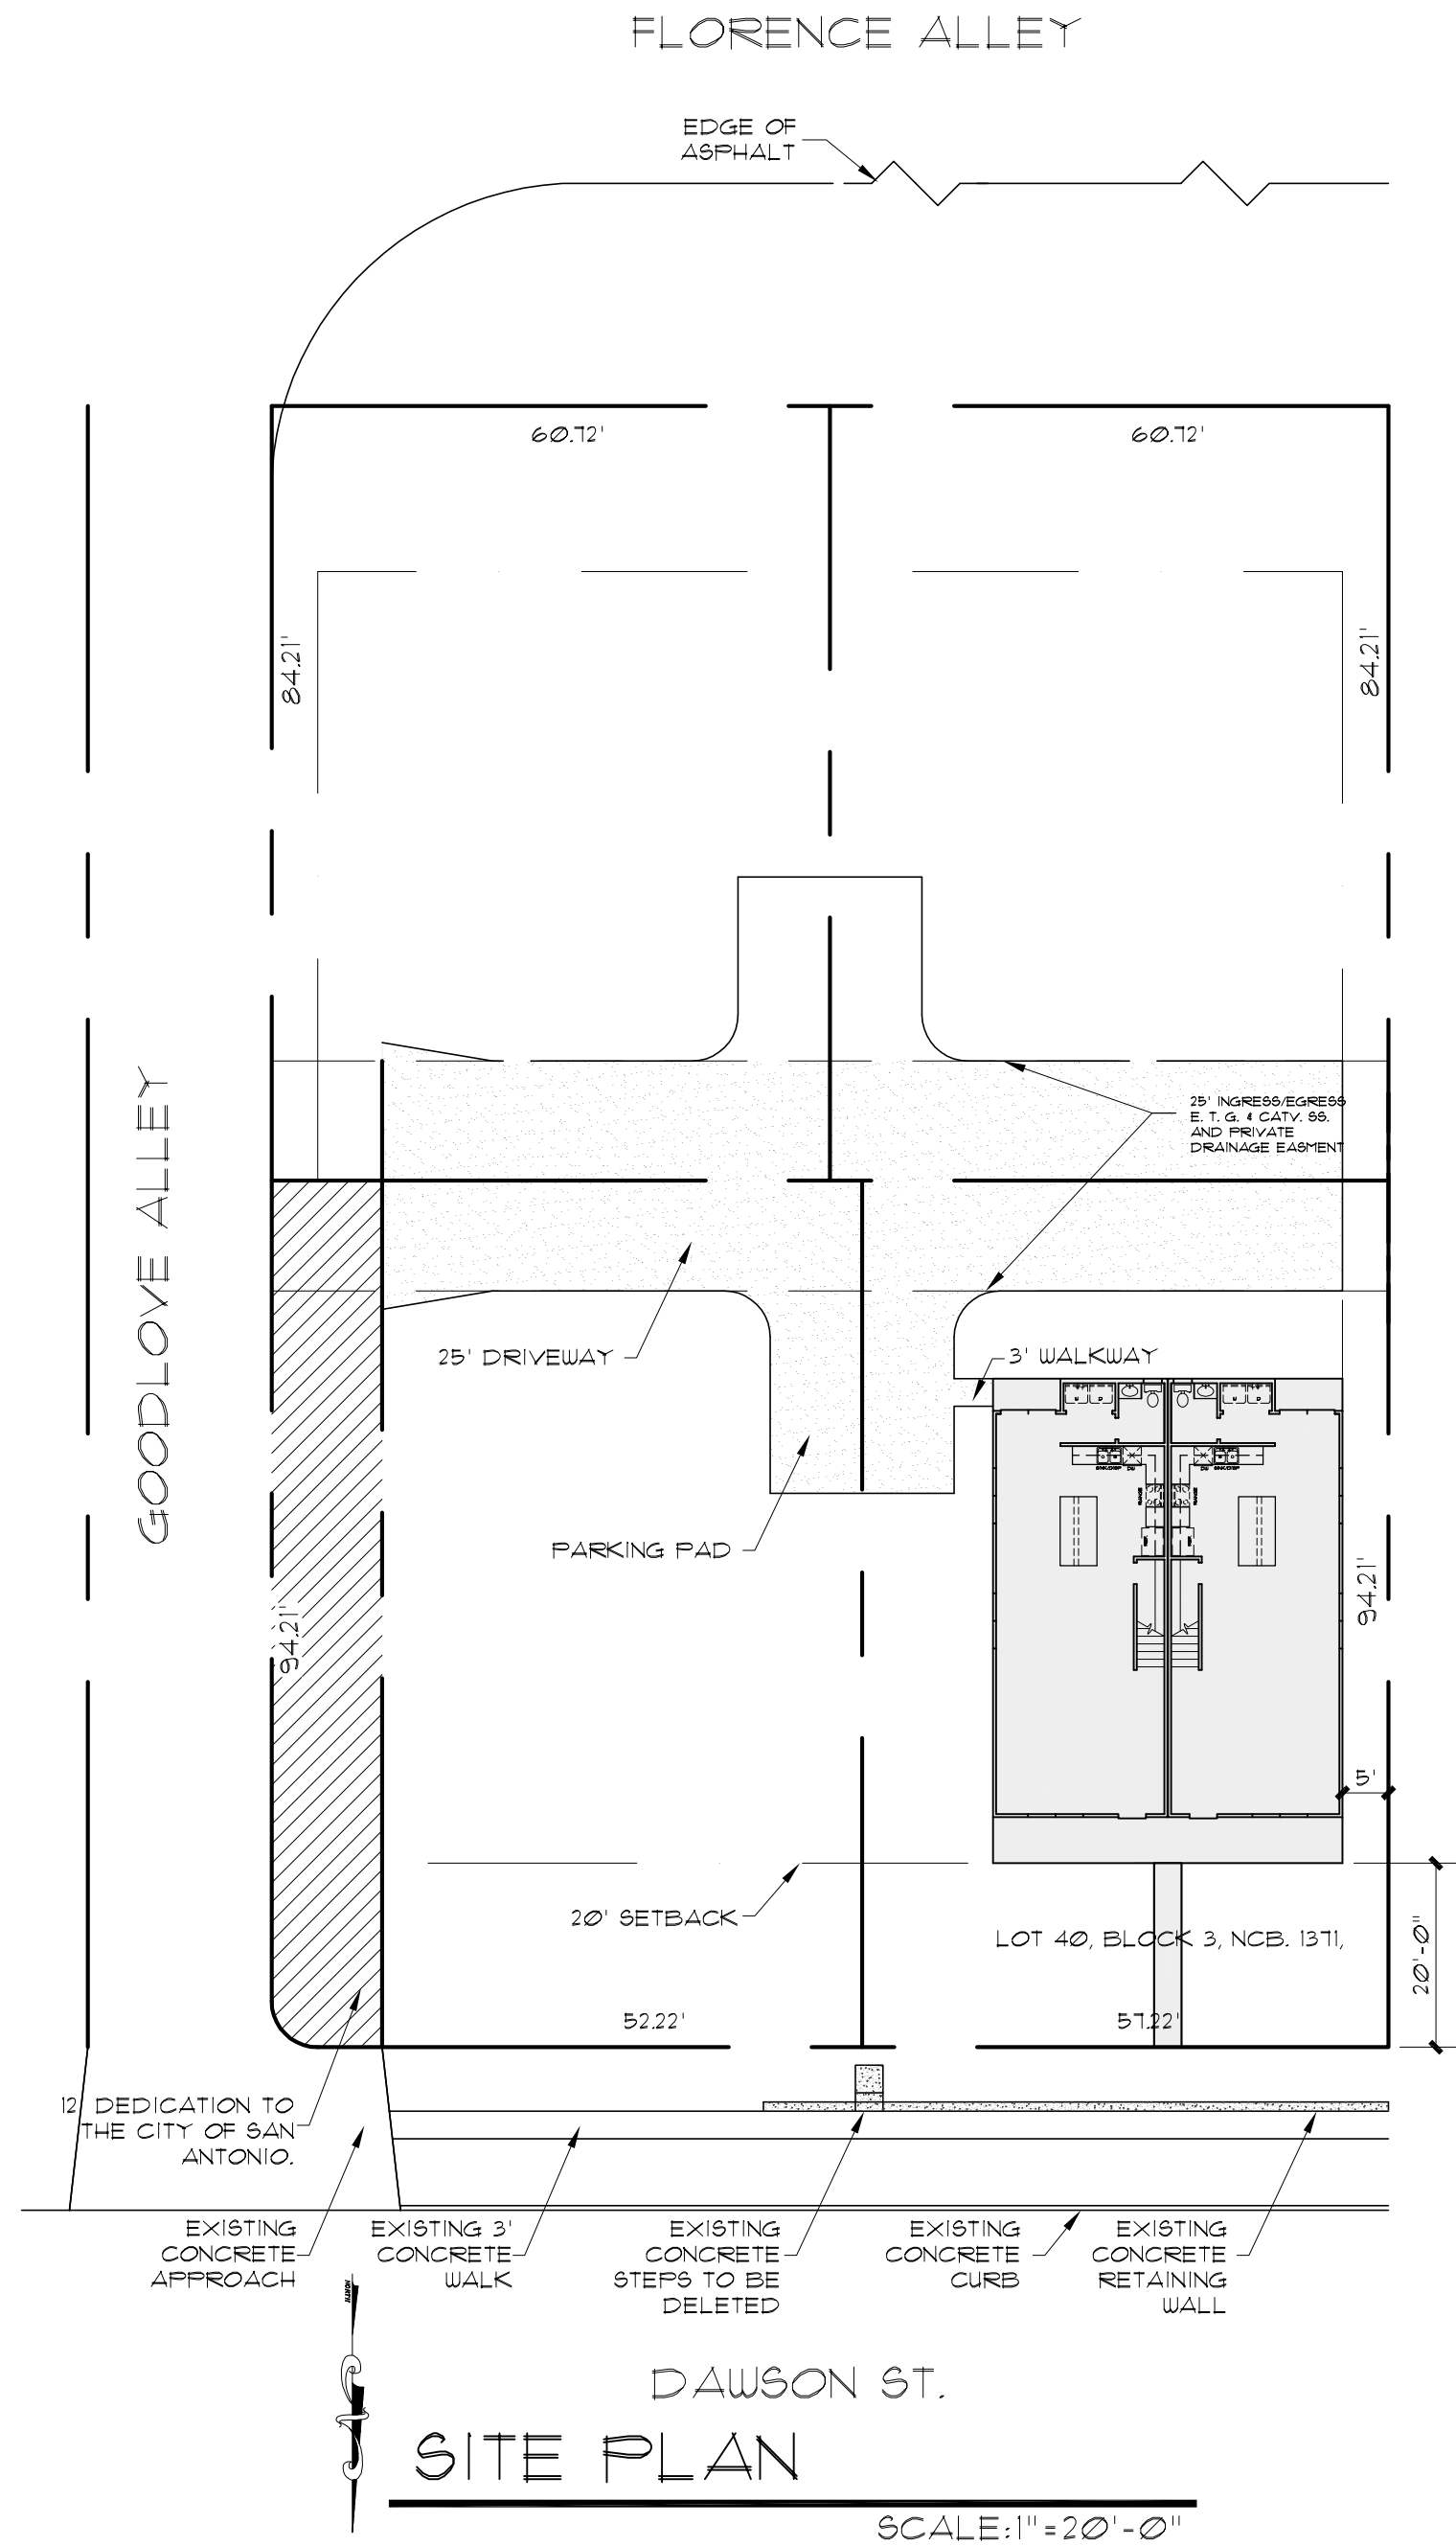 FLORENCE ALLEY
EDGE OF
ASPHALT
60.72'
60.72'
84.21'
84.21'
GOODLOVE ALLEY
25' INGRESS/EGRESS
E. T. G. & CATV. SS.
AND PRIVATE
DRAINAGE EASMENT
25' DRIVEWAY
3' WALKWAY
PARKING PAD
94.21'
94.21'
5'
20' SETBACK
LOT 40, BLOCK 3, NCB. 1371,
20'-0"
52.22'
57.22'
12' DEDICATION TO
THE CITY OF SAN
ANTONIO.
EXISTING
CONCRETE
APPROACH
EXISTING 3'
CONCRETE
WALK
EXISTING
CONCRETE
STEPS TO BE
DELETED
EXISTING
CONCRETE
CURB
EXISTING
CONCRETE
RETAINING
WALL
NORTH
DAWSON ST.
SITE PLAN
SCALE:1"=20'-0"